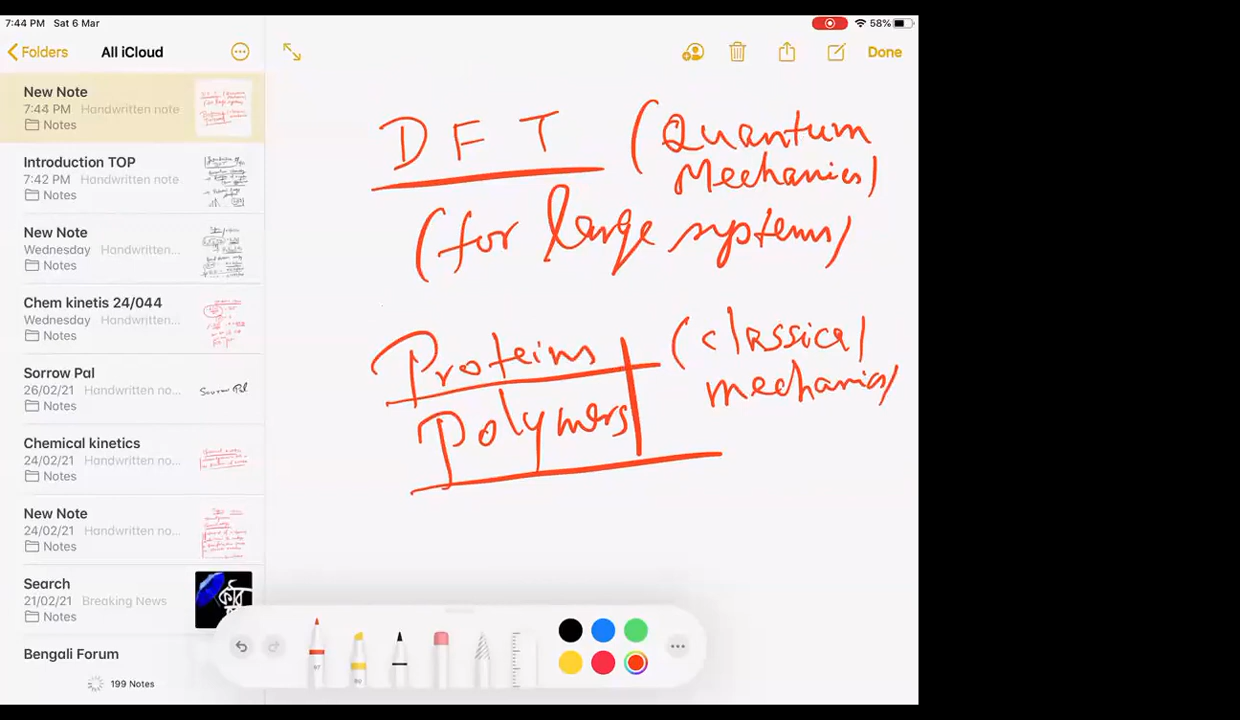 7:44 PM Sat 6 Mar
58%
Folders
All iCloud
Done
New Note
7:44 PM Handwritten note
Notes
Introduction TOP
7:42 PM Handwritten note
Notes
New Note
Wednesday Handwritten...
Notes
Chem kinetis 24/044
Wednesday Handwritten...
Notes
Sorrow Pal
26/02/21 Handwritten no...
Notes
Sorrow Pal
Chemical kinetics
24/02/21 Handwritten no...
Notes
New Note
24/02/21 Handwritten no...
Notes
Search
21/02/21 Breaking News
Notes
Bengali Forum
199 Notes
DFT (Quantum
Mechanics)
(for large systems)
Proteins (classical
mechanics)
Polymers
97